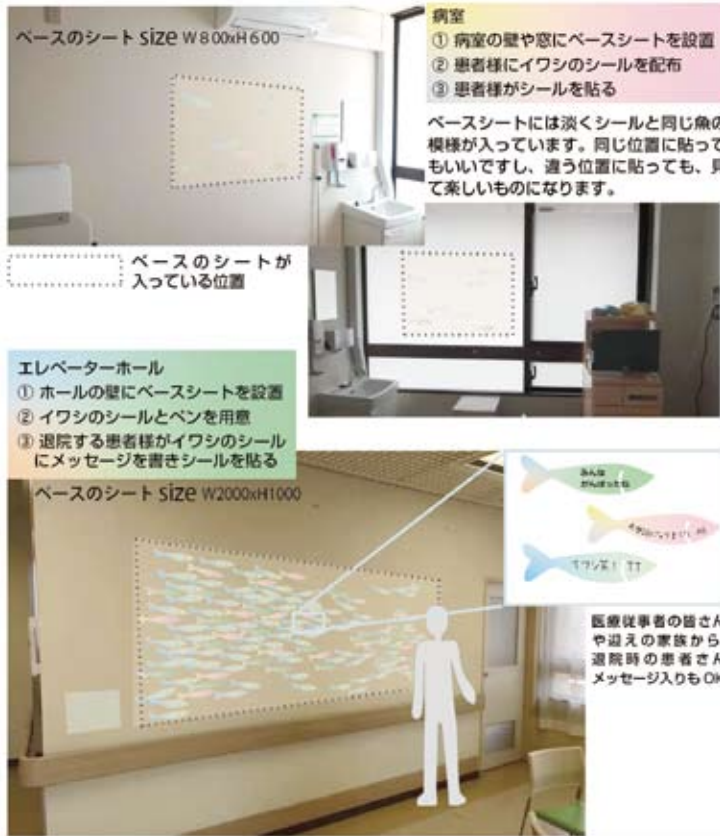 ベースのシート size W800xH600
病室
① 病室の壁や窓にベースシートを設置
② 患者様にイワシのシールを配布
③ 患者様がシールを貼る
ベースシートには淡くシールと同じ魚の
模様が入っています。同じ位置に貼って
もいいですし、違う位置に貼っても、見
て楽しいものになります。
ベースのシートが
入っている位置
エレベーターホール
① ホールの壁にベースシートを設置
② イワシのシールとペンを用意
③ 退院する患者様がイワシのシール
にメッセージを書きシールを貼る
ベースのシート size W2000xH1000
みんな
がんばったね
医療従事者の皆さん
や迎えの家族から
退院時の患者さん
メッセージ入りもOK